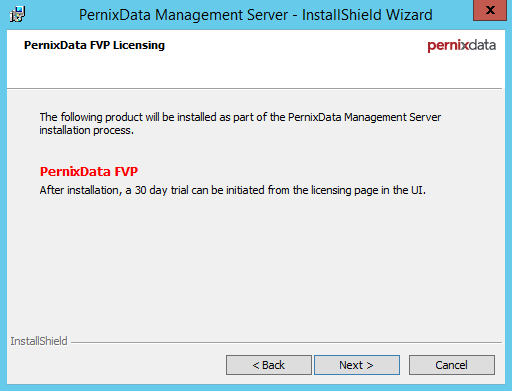 PernixData Management Server - InstallShield Wizard
x
PernixData FVP Licensing
pernixdata
The following product will be installed as part of the PernixData Management Server
installation process.
PernixData FVP
After installation, a 30 day trial can be initiated from the licensing page in the UI.
InstallShield
< Back
Next >
Cancel